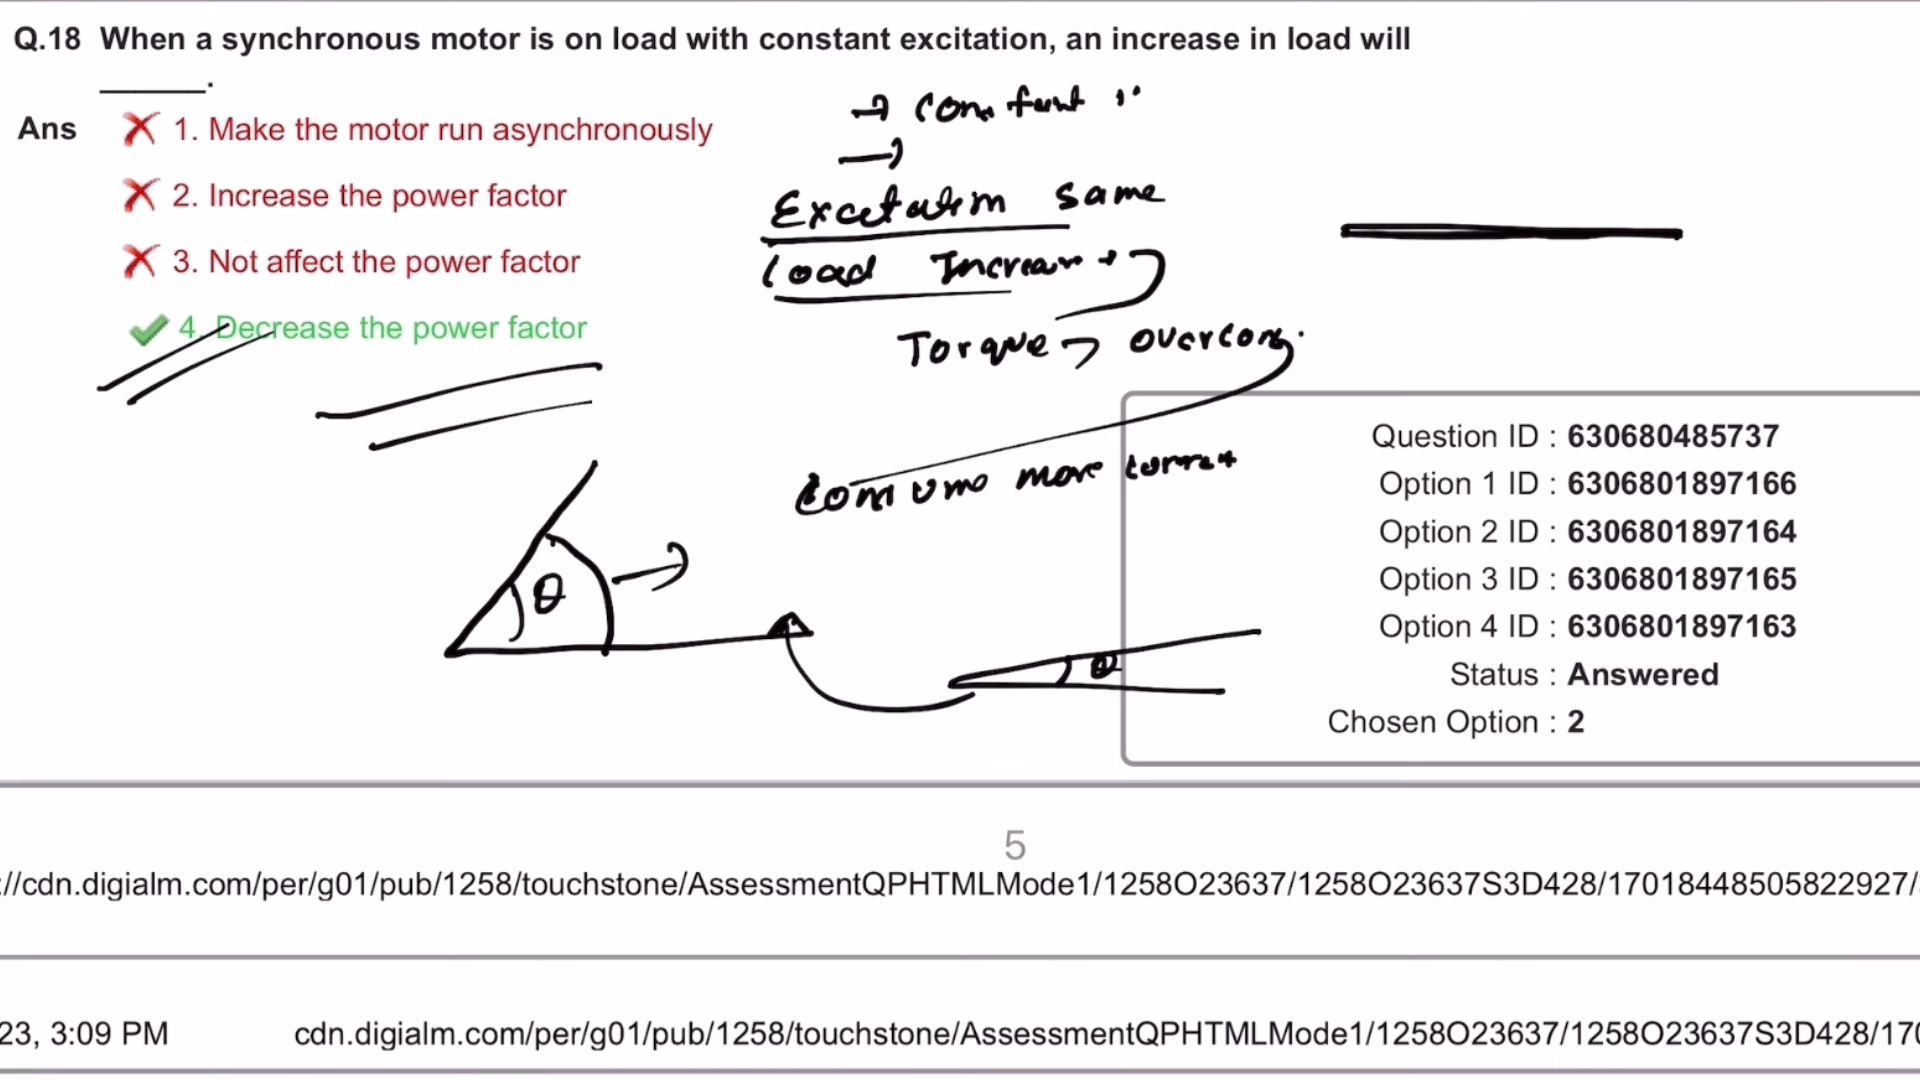 Q.18 When a synchronous motor is on load with constant excitation, an increase in load will
______.
Ans 1. Make the motor run asynchronously
2. Increase the power factor
3. Not affect the power factor
4. Decrease the power factor
Excetation same
Load Increase
Torque → overcome
more current
θ
θ
Question ID : 630680485737
Option 1 ID : 6306801897166
Option 2 ID : 6306801897164
Option 3 ID : 6306801897165
Option 4 ID : 6306801897163
Status : Answered
Chosen Option : 2
5
://cdn.digialm.com/per/g01/pub/1258/touchstone/AssessmentQPHTMLMode1/1258O23637/1258O23637S3D428/17018448505822927/
23, 3:09 PM cdn.digialm.com/per/g01/pub/1258/touchstone/AssessmentQPHTMLMode1/1258O23637/1258O23637S3D428/170